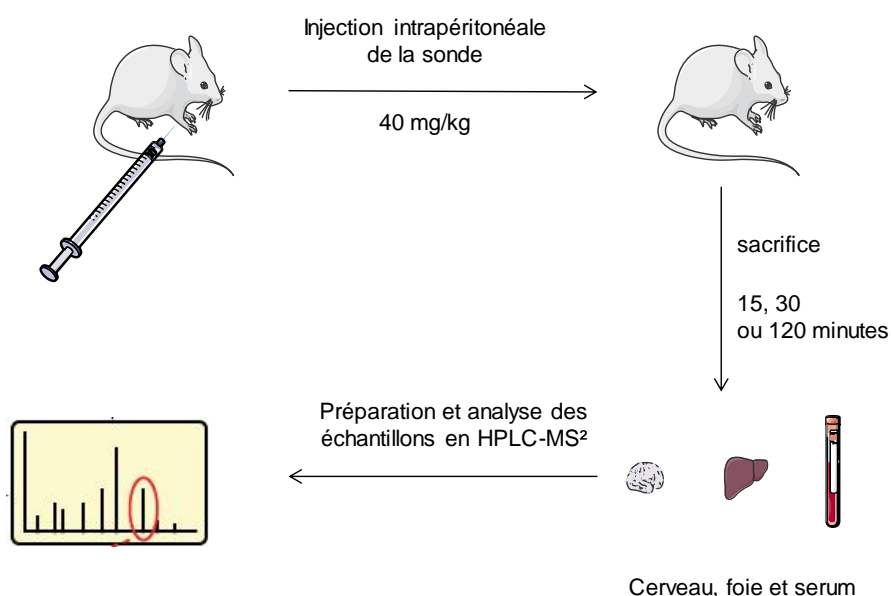 Injection intrapéritonéale
de la sonde
40 mg/kg
sacrifice
15, 30
ou 120 minutes
Préparation et analyse des
échantillons en HPLC-MS²
Cerveau, foie et serum